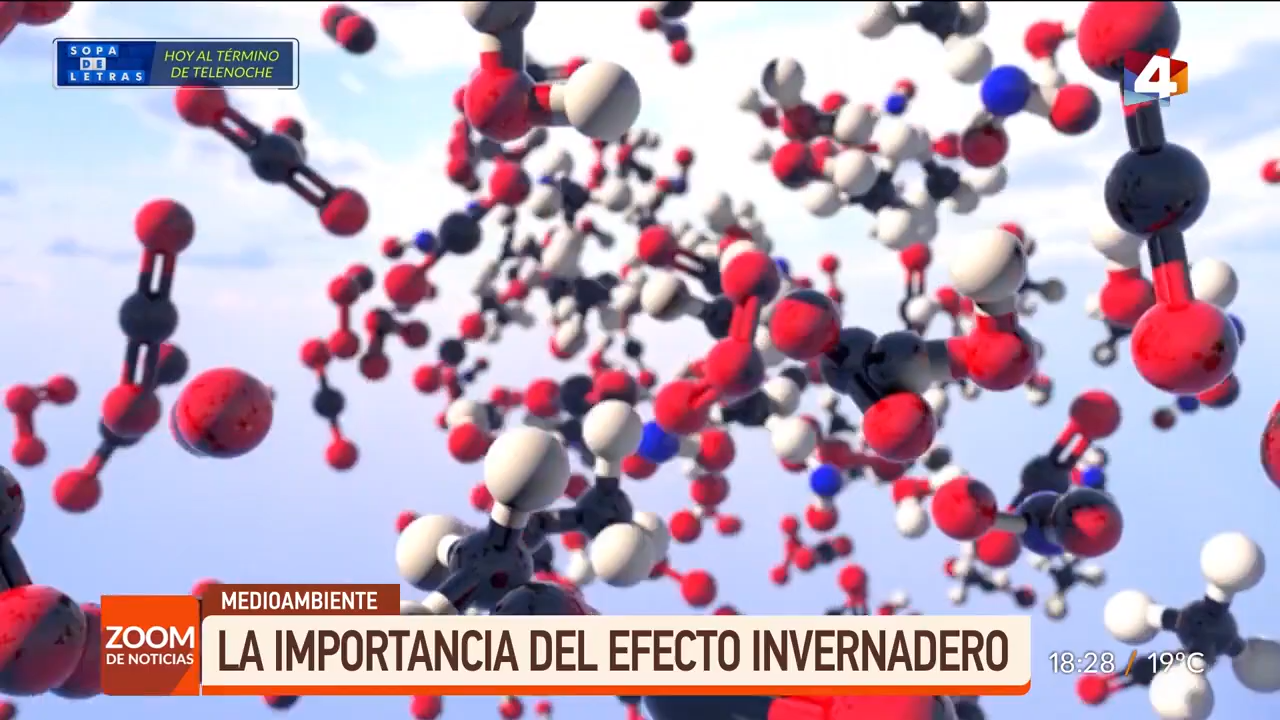 SOPA
DE
LETRAS
HOY AL TÉRMINO
DE TELENOCHE
4
MEDIOAMBIENTE
ZOOM
DE NOTICIAS
LA IMPORTANCIA DEL EFECTO INVERNADERO
18:28 / 19°C